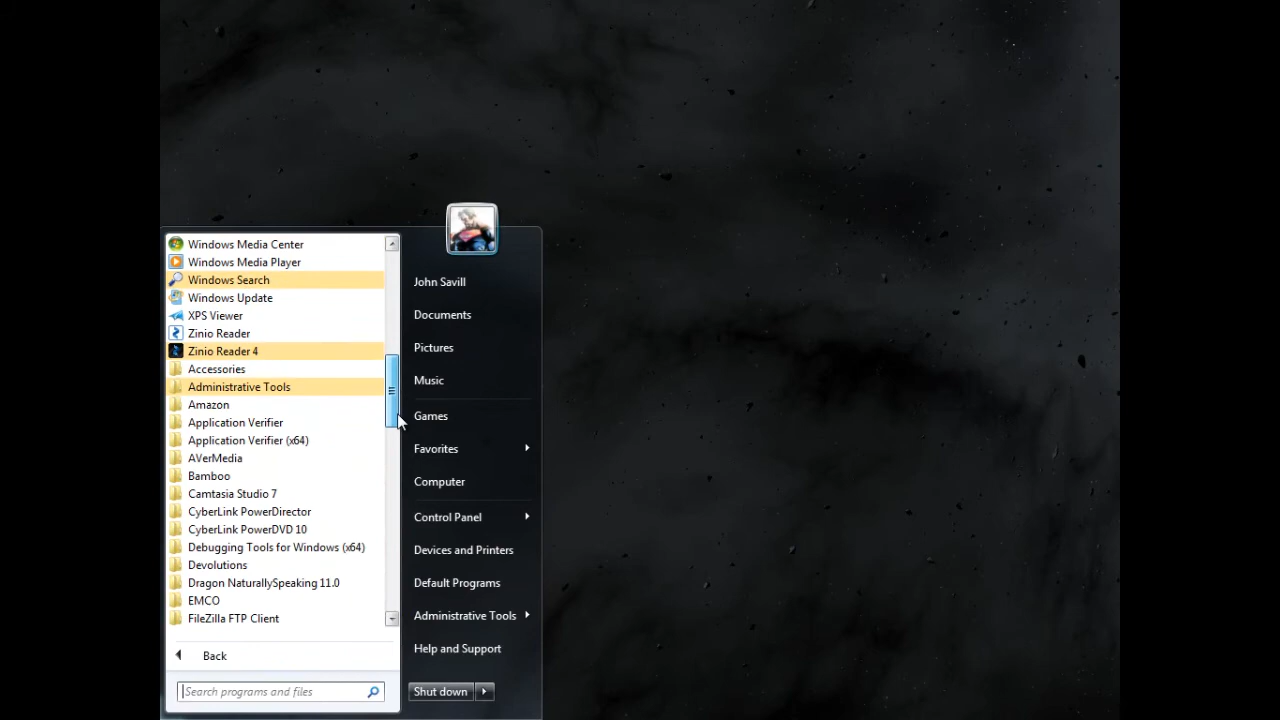 Windows Media Center
Windows Media Player
Windows Search
Windows Update
XPS Viewer
Zinio Reader
Zinio Reader 4
Accessories
Administrative Tools
Amazon
Application Verifier
Application Verifier (x64)
AVerMedia
Bamboo
Camtasia Studio 7
CyberLink PowerDirector
CyberLink PowerDVD 10
Debugging Tools for Windows (x64)
Devolutions
Dragon NaturallySpeaking 11.0
EMCO
FileZilla FTP Client
Back
Search programs and files
John Savill
Documents
Pictures
Music
Games
Favorites
Computer
Control Panel
Devices and Printers
Default Programs
Administrative Tools
Help and Support
Shut down